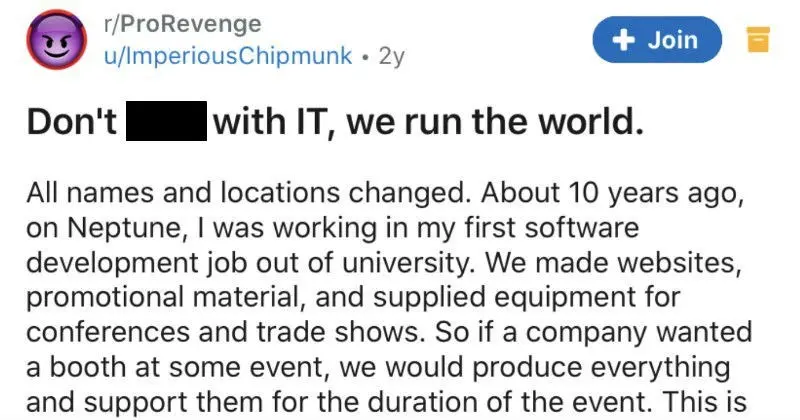 r/ProRevenge
u/ImperiousChipmunk • 2y
+ Join
Don't with IT, we run the world.
All names and locations changed. About 10 years ago,
on Neptune, I was working in my first software
development job out of university. We made websites,
promotional material, and supplied equipment for
conferences and trade shows. So if a company wanted
a booth at some event, we would produce everything
and support them for the duration of the event. This is